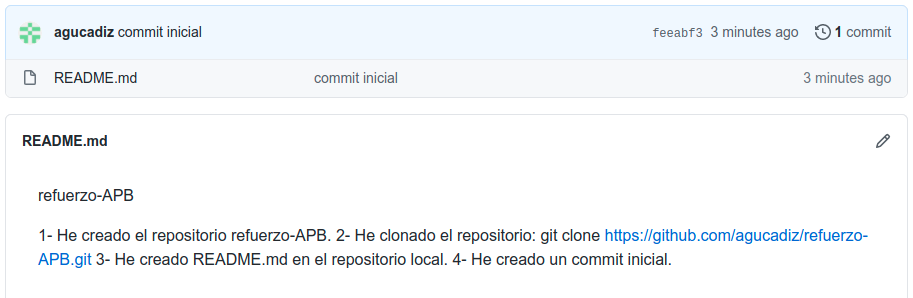 agucadiz commit inicial feeabf3 3 minutes ago 1 commit
README.md commit inicial 3 minutes ago
README.md
refuerzo-APB
1- He creado el repositorio refuerzo-APB. 2- He clonado el repositorio: git clone https://github.com/agucadiz/refuerzo-
APB.git 3- He creado README.md en el repositorio local. 4- He creado un commit inicial.